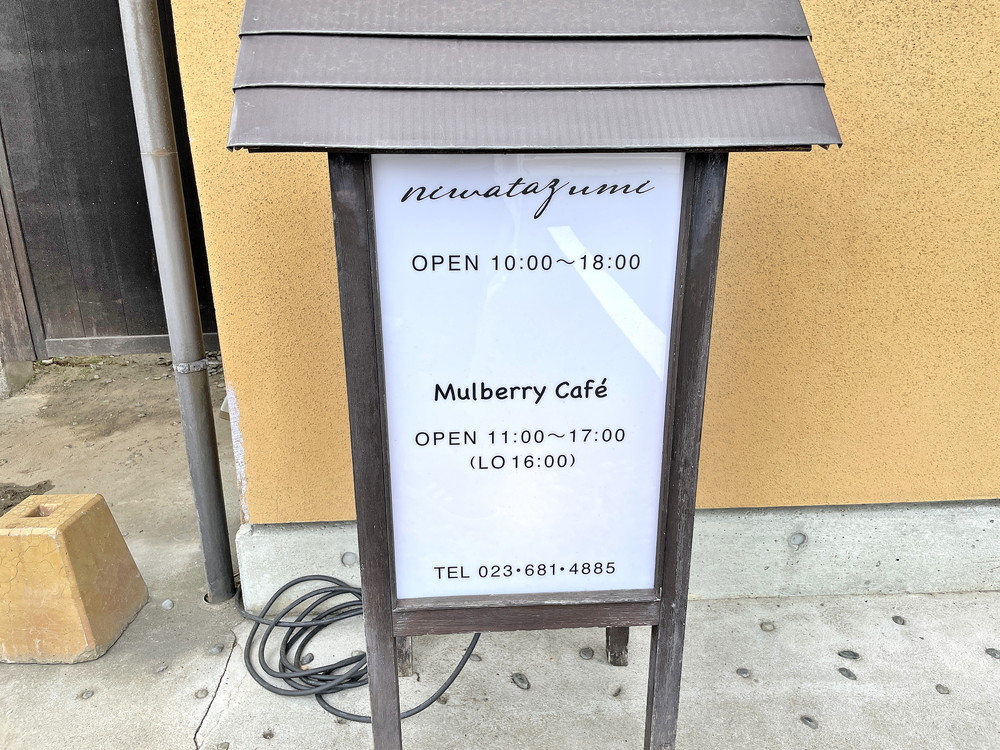 niwatazumi
OPEN 10:00～18:00
Mulberry Café
OPEN 11:00～17:00
(LO 16:00)
TEL 023・681・4885